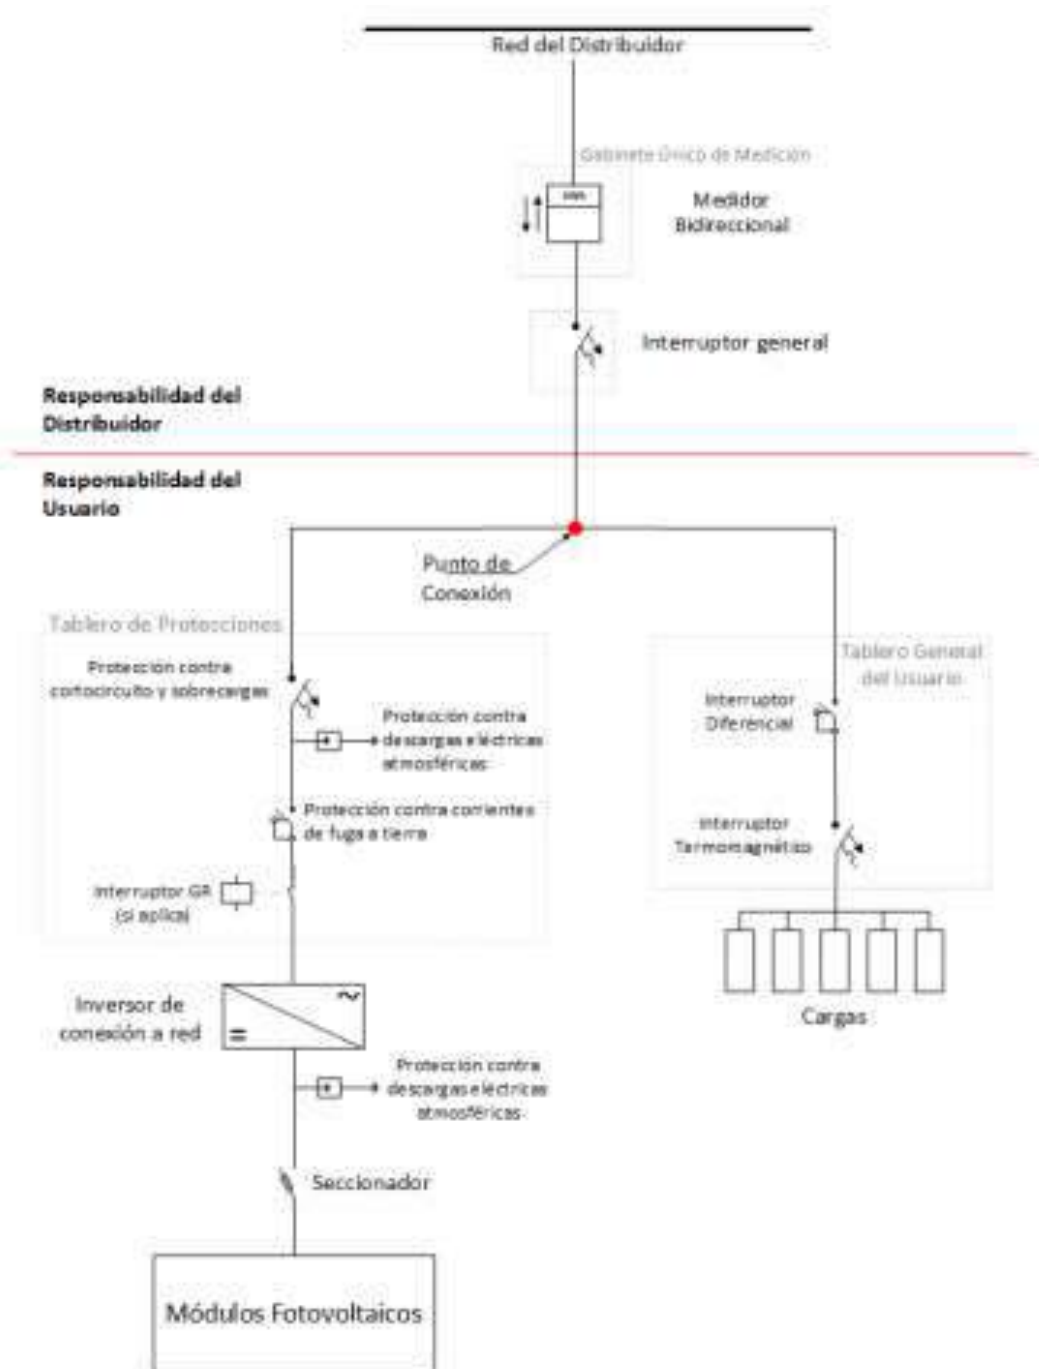 Red del Distribuidor
Gabinete Único de Medición
Medidor
Bidireccional
Interruptor general
Responsabilidad del
Distribuidor
Responsabilidad del
Usuario
Punto de
Conexión
Tablero de Protecciones
Protección contra
cortocircuito y sobrecargas
Protección contra
descargas eléctricas
atmosféricas
Protección contra corrientes
de fuga a tierra
Interruptor GR
(si aplica)
Tablero General
del Usuario
Interruptor
Diferencial
Interruptor
Termomagnético
Cargas
Inversor de
conexión a red
Protección contra
descargas eléctricas
atmosféricas
Seccionador
Módulos Fotovoltaicos